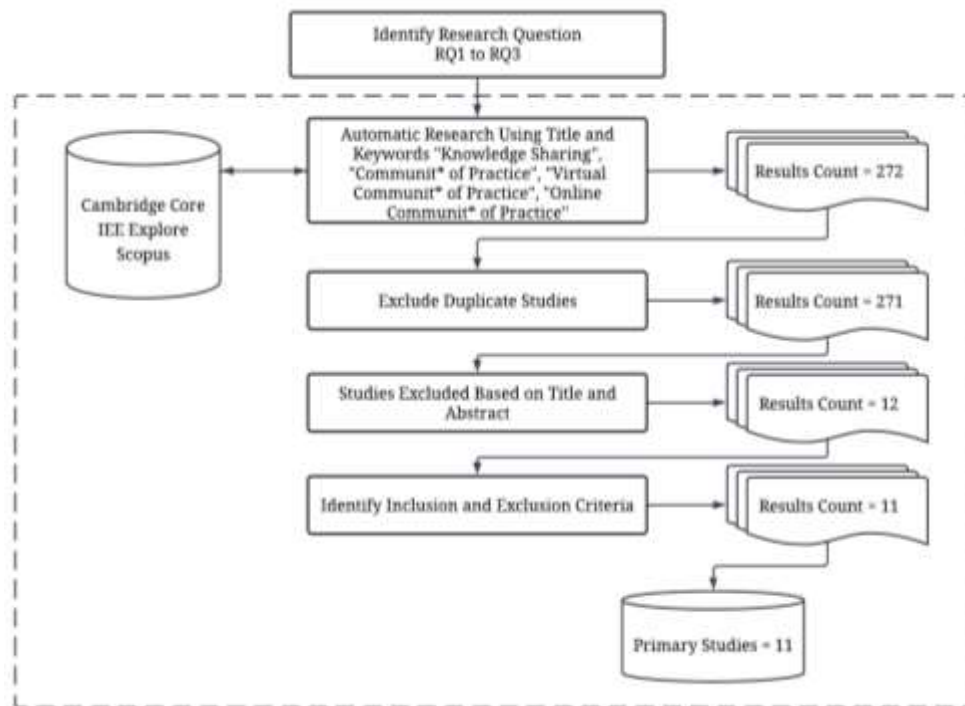 Identify Research Question
RQ1 to RQ3
Automatic Research Using Title and
Keywords "Knowledge Sharing",
"Communit* of Practice", "Virtual
Communit* of Practice", "Online
Communit* of Practice"
Results Count = 272
Cambridge Core
IEE Explore
Scopus
Exclude Duplicate Studies
Results Count = 271
Studies Excluded Based on Title and
Abstract
Results Count = 12
Identify Inclusion and Exclusion Criteria
Results Count = 11
Primary Studies = 11